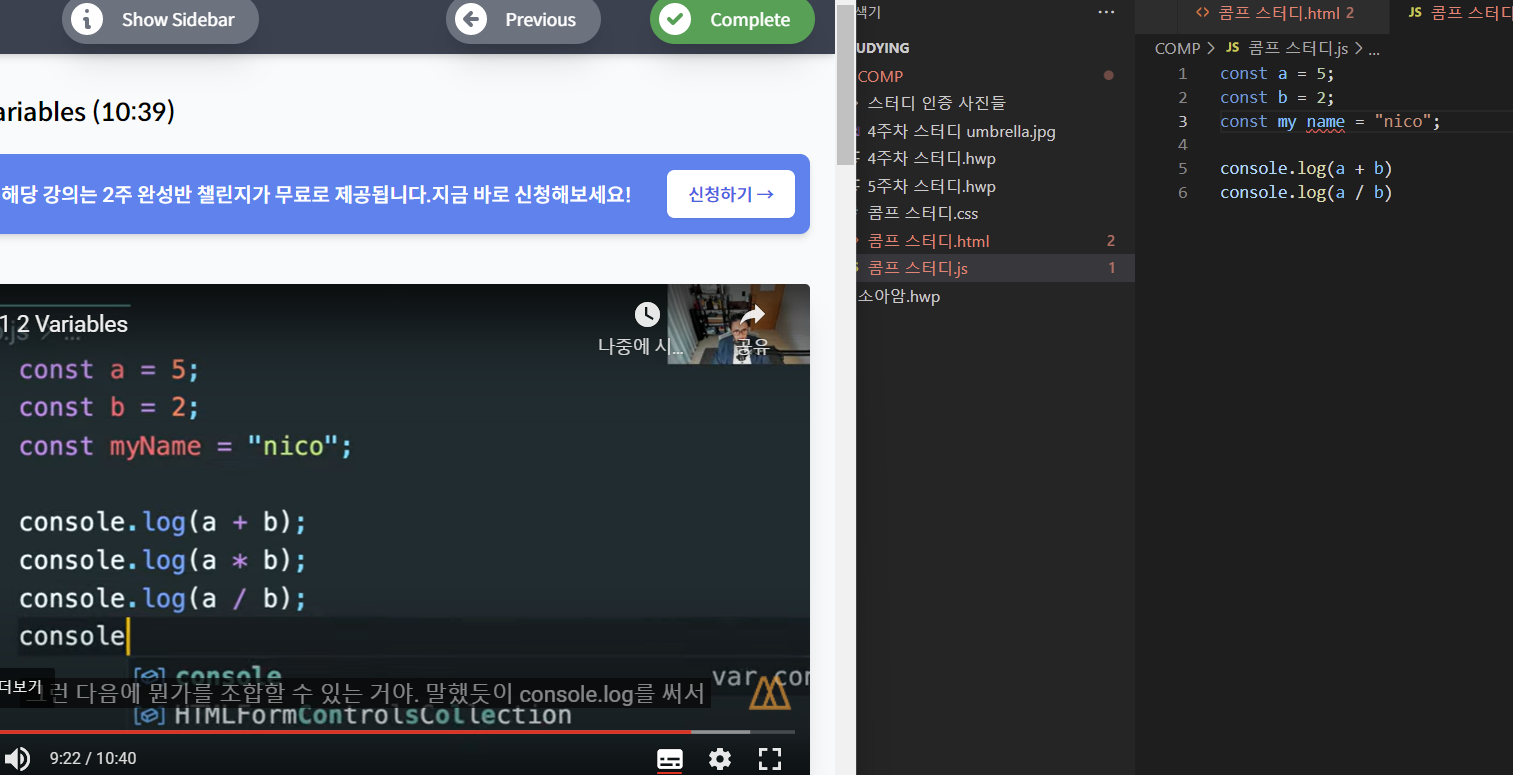 Show Sidebar
Previous
Complete
ariables (10:39)
해당 강의는 2주 완성반 챌린지가 무료로 제공됩니다.지금 바로 신청해보세요!
신청하기 →
1 2 Variables
나중에 시...
공유
const a = 5;
const b = 2;
const myName = "nico";
console.log(a + b);
console.log(a * b);
console.log(a / b);
console
console
var con
더보기
그런 다음에 뭔가를 조합할 수 있는 거야. 말했듯이 console.log를 써서
HTMLFormControlsCollection
9:22 / 10:40
색기
...
UDYING
COMP
스터디 인증 사진들
4주차 스터디 umbrella.jpg
4주차 스터디.hwp
5주차 스터디.hwp
콤프 스터디.css
콤프 스터디.html 2
콤프 스터디.js 1
소아암.hwp
<> 콤프 스터디.html 2
JS 콤프 스터디
COMP > JS 콤프 스터디.js > ...
1 const a = 5;
2 const b = 2;
3 const my name = "nico";
4
5 console.log(a + b)
6 console.log(a / b)